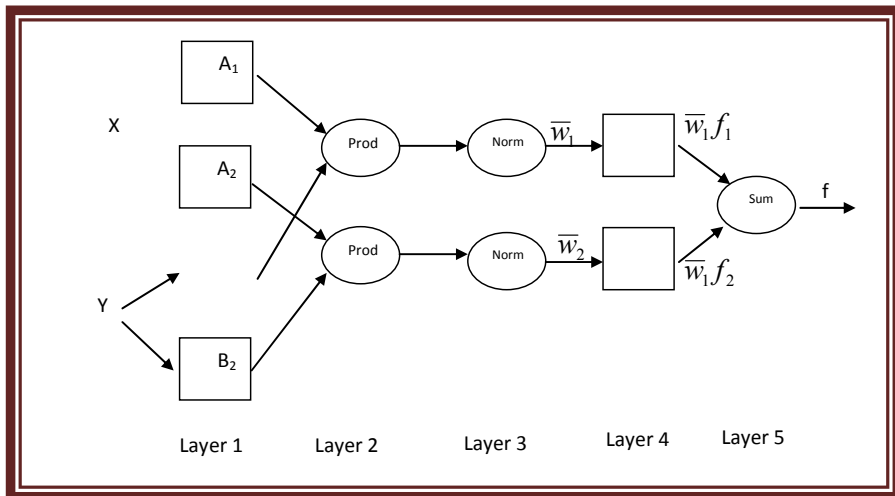 A₁
X
A₂
Y
B₂
Prod
Prod
Norm
Norm
w̅₁
w̅₂
w̅₁f₁
w̅₁f₂
Sum
f
Layer 1
Layer 2
Layer 3
Layer 4
Layer 5